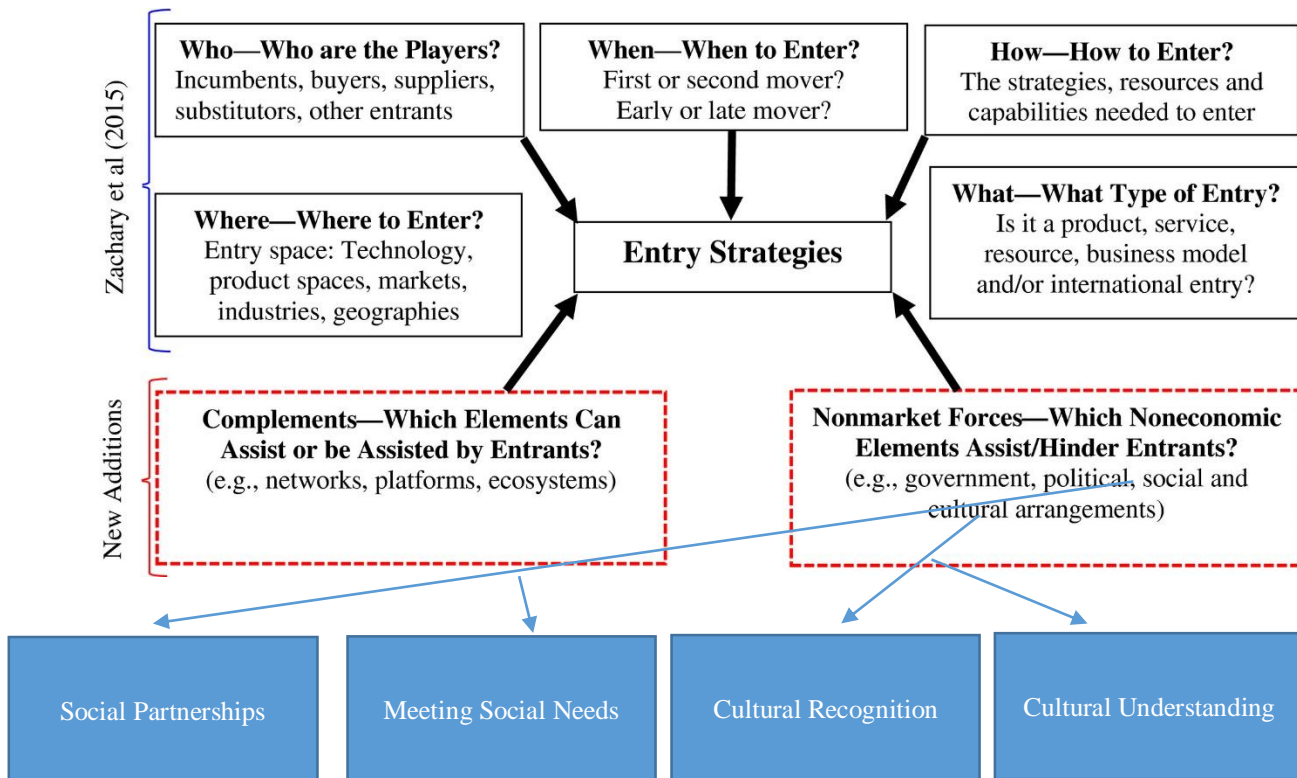 Zachary et al (2015)
Who—Who are the Players?
Incumbents, buyers, suppliers,
substitutors, other entrants
When—When to Enter?
First or second mover?
Early or late mover?
How—How to Enter?
The strategies, resources and
capabilities needed to enter
Where—Where to Enter?
Entry space: Technology,
product spaces, markets,
industries, geographies
Entry Strategies
What—What Type of Entry?
Is it a product, service,
resource, business model
and/or international entry?
New Additions
Complements—Which Elements Can
Assist or be Assisted by Entrants?
(e.g., networks, platforms, ecosystems)
Nonmarket Forces—Which Noneconomic
Elements Assist/Hinder Entrants?
(e.g., government, political, social and
cultural arrangements)
Social Partnerships
Meeting Social Needs
Cultural Recognition
Cultural Understanding